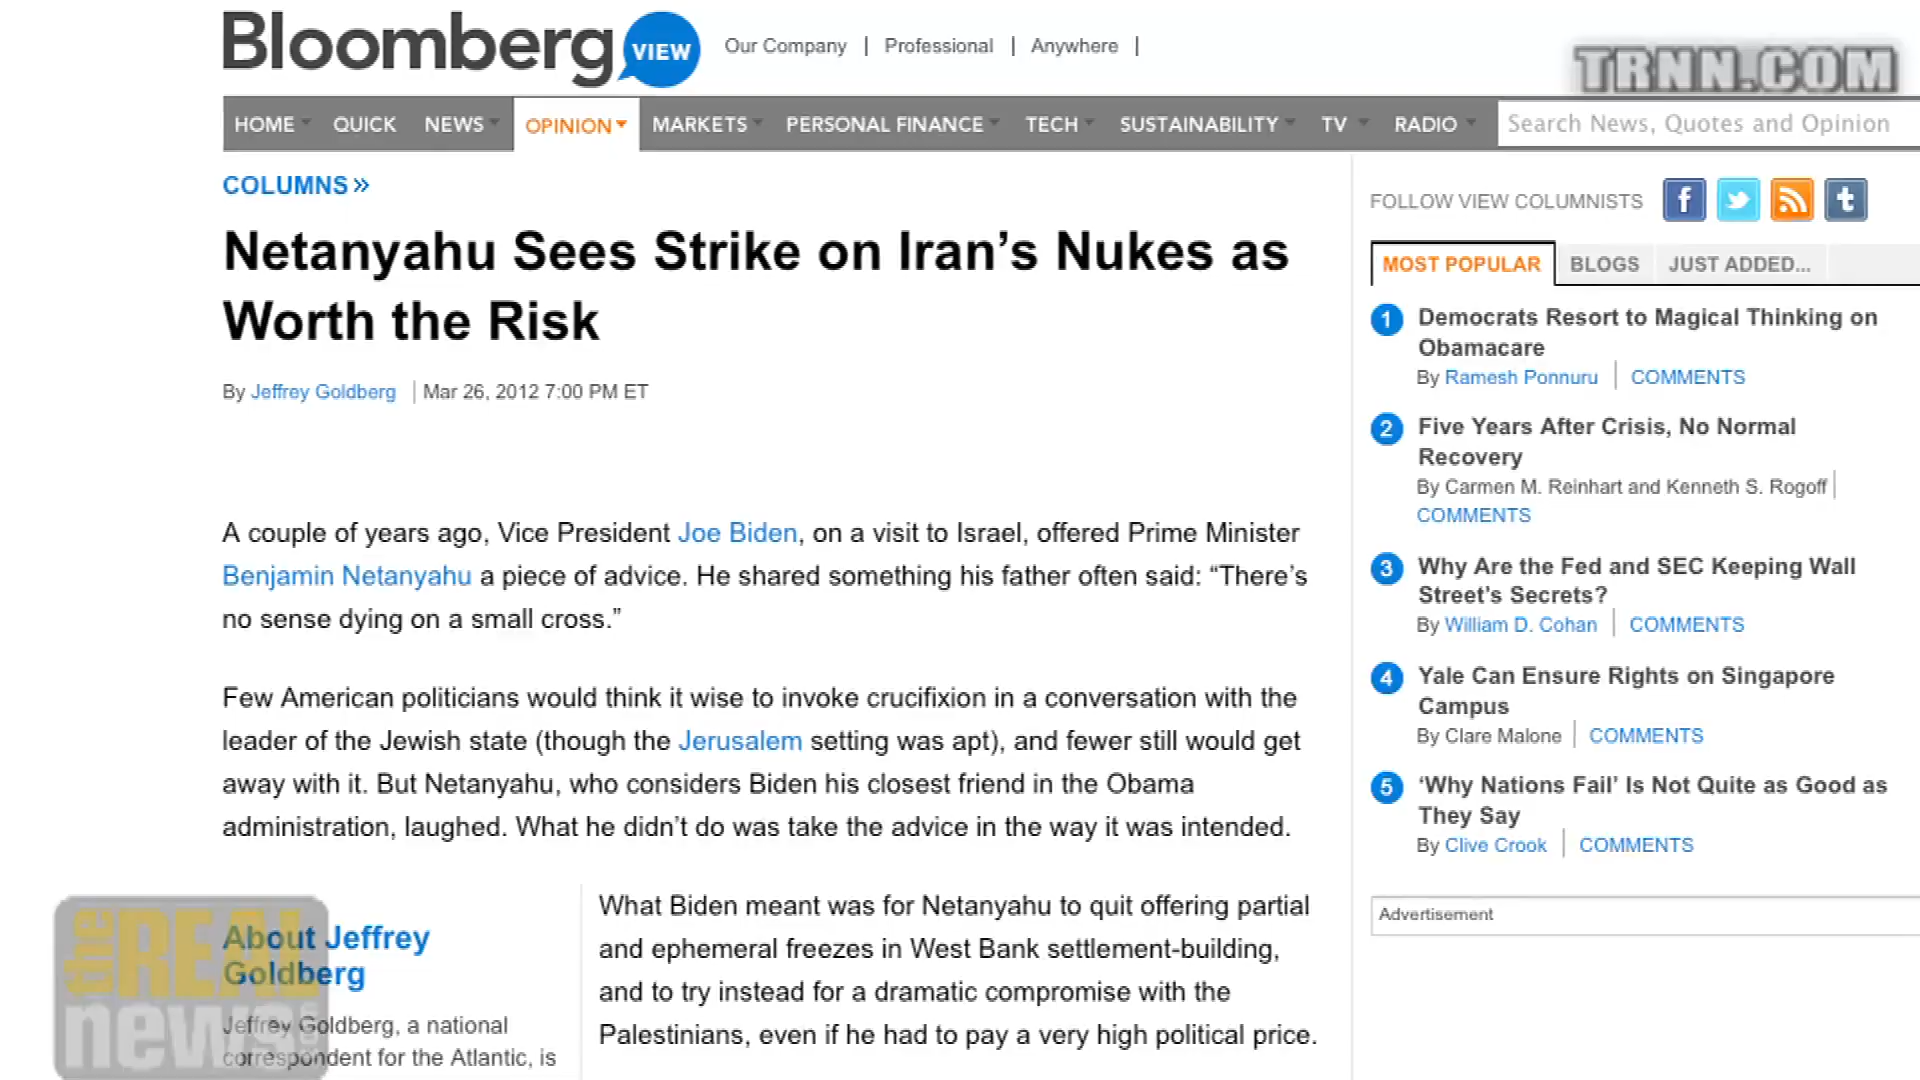 Bloomberg VIEW Our Company | Professional | Anywhere |
TRNN.COM
HOME QUICK NEWS OPINION MARKETS PERSONAL FINANCE TECH SUSTAINABILITY TV RADIO Search News, Quotes and Opinion
COLUMNS »
Netanyahu Sees Strike on Iran’s Nukes as
Worth the Risk
By Jeffrey Goldberg | Mar 26, 2012 7:00 PM ET
A couple of years ago, Vice President Joe Biden, on a visit to Israel, offered Prime Minister
Benjamin Netanyahu a piece of advice. He shared something his father often said: “There’s
no sense dying on a small cross.”
Few American politicians would think it wise to invoke crucifixion in a conversation with the
leader of the Jewish state (though the Jerusalem setting was apt), and fewer still would get
away with it. But Netanyahu, who considers Biden his closest friend in the Obama
administration, laughed. What he didn’t do was take the advice in the way it was intended.
About Jeffrey
Goldberg
Jeffrey Goldberg, a national
correspondent for the Atlantic, is
the REAL
news.com
What Biden meant was for Netanyahu to quit offering partial
and ephemeral freezes in West Bank settlement-building,
and to try instead for a dramatic compromise with the
Palestinians, even if he had to pay a very high political price.
FOLLOW VIEW COLUMNISTS f t
MOST POPULAR BLOGS JUST ADDED...
1 Democrats Resort to Magical Thinking on
Obamacare
By Ramesh Ponnuru | COMMENTS
2 Five Years After Crisis, No Normal
Recovery
By Carmen M. Reinhart and Kenneth S. Rogoff |
COMMENTS
3 Why Are the Fed and SEC Keeping Wall
Street’s Secrets?
By William D. Cohan | COMMENTS
4 Yale Can Ensure Rights on Singapore
Campus
By Clare Malone | COMMENTS
5 ‘Why Nations Fail’ Is Not Quite as Good as
They Say
By Clive Crook | COMMENTS
Advertisement